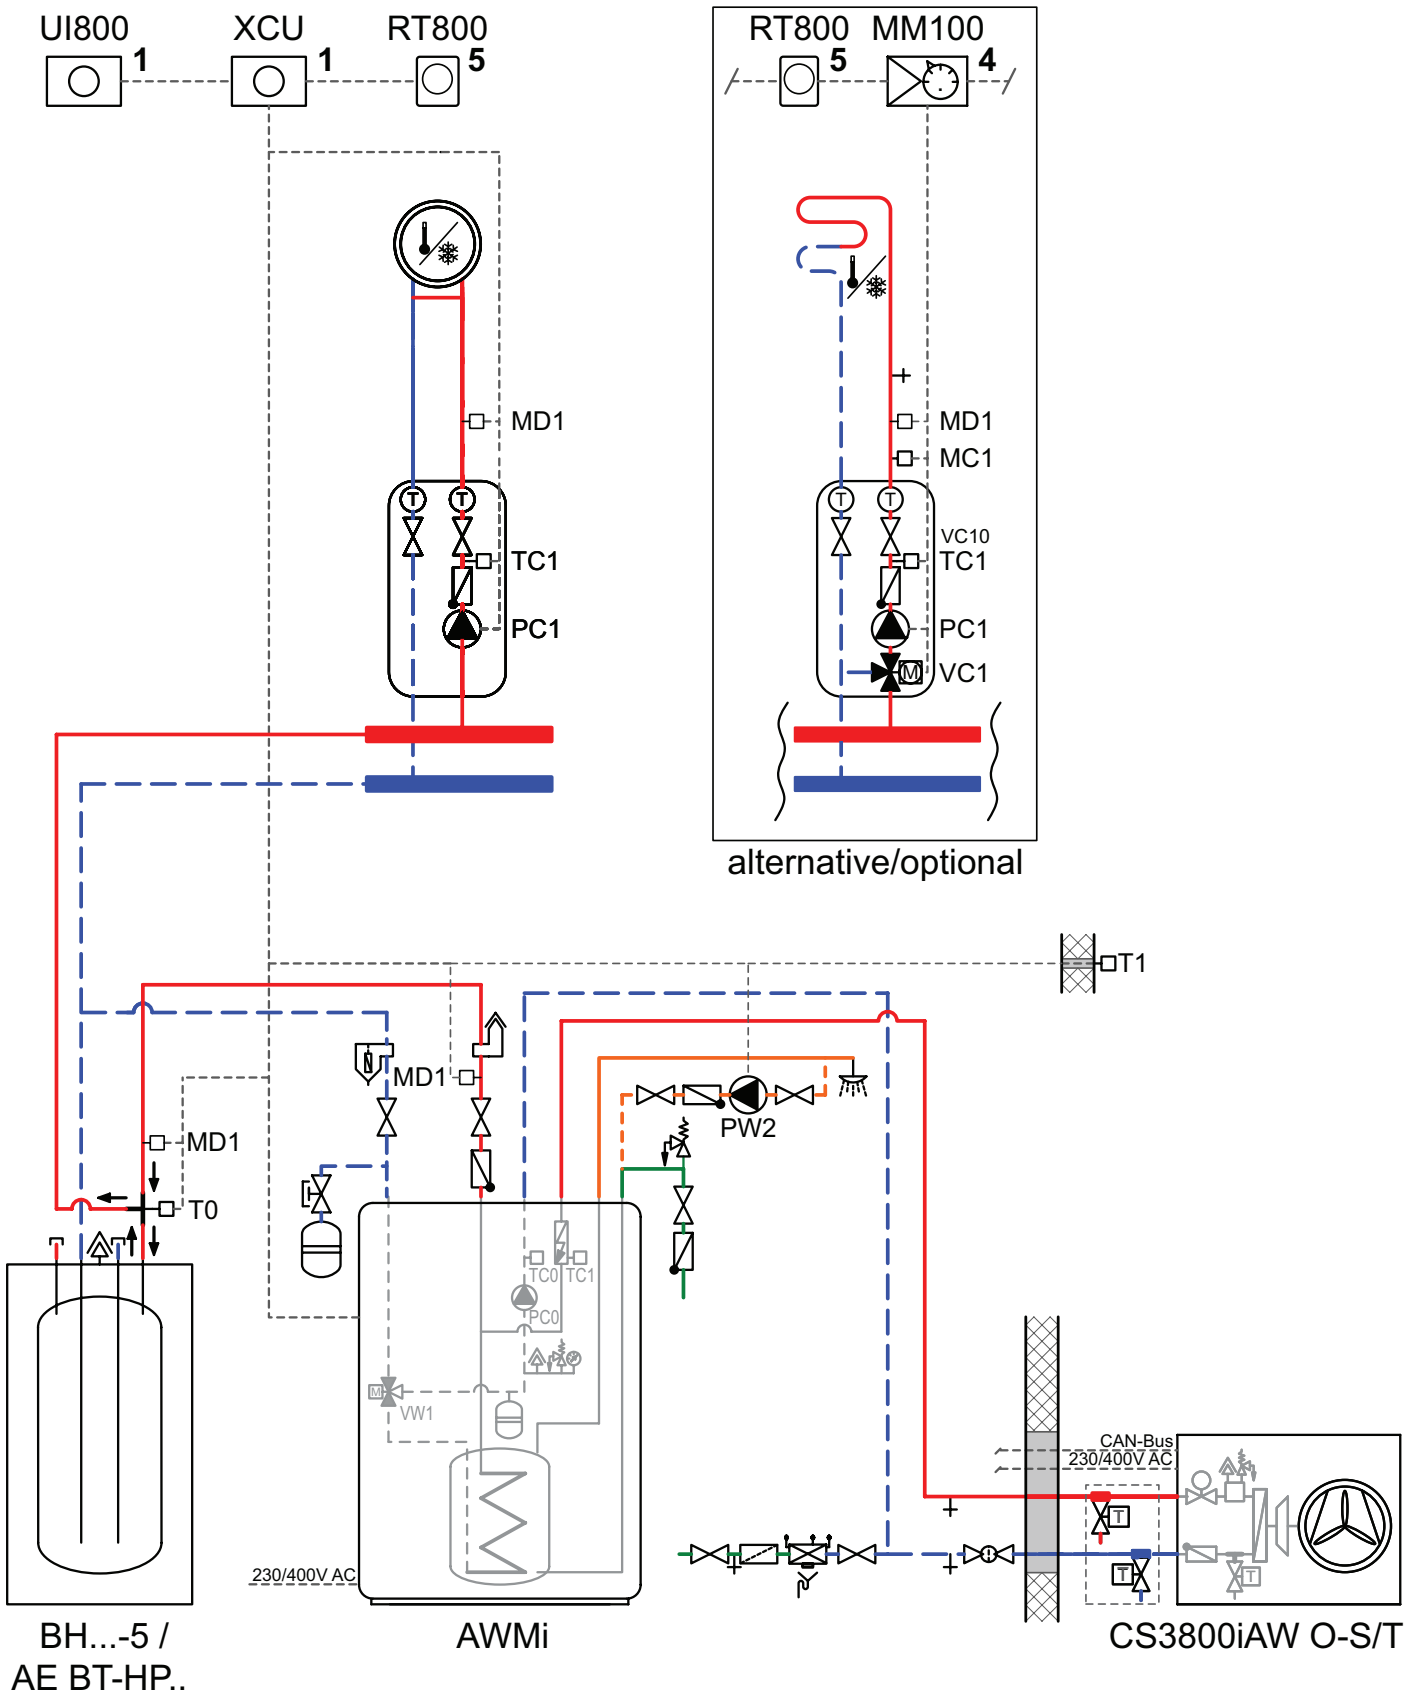 UI800
1
XCU
1
RT800
5
RT800
5
MM100
4
MD1
TC1
PC1
MD1
MC1
VC10
TC1
PC1
VC1
M
T
T
T
T
alternative/optional
T1
MD1
MD1
T0
PW2
TC0
TC1
PC0
M
VW1
230/400V AC
CAN-Bus
230/400V AC
T
T
T
BH...-5 /
AE BT-HP..
AWMi
CS3800iAW O-S/T